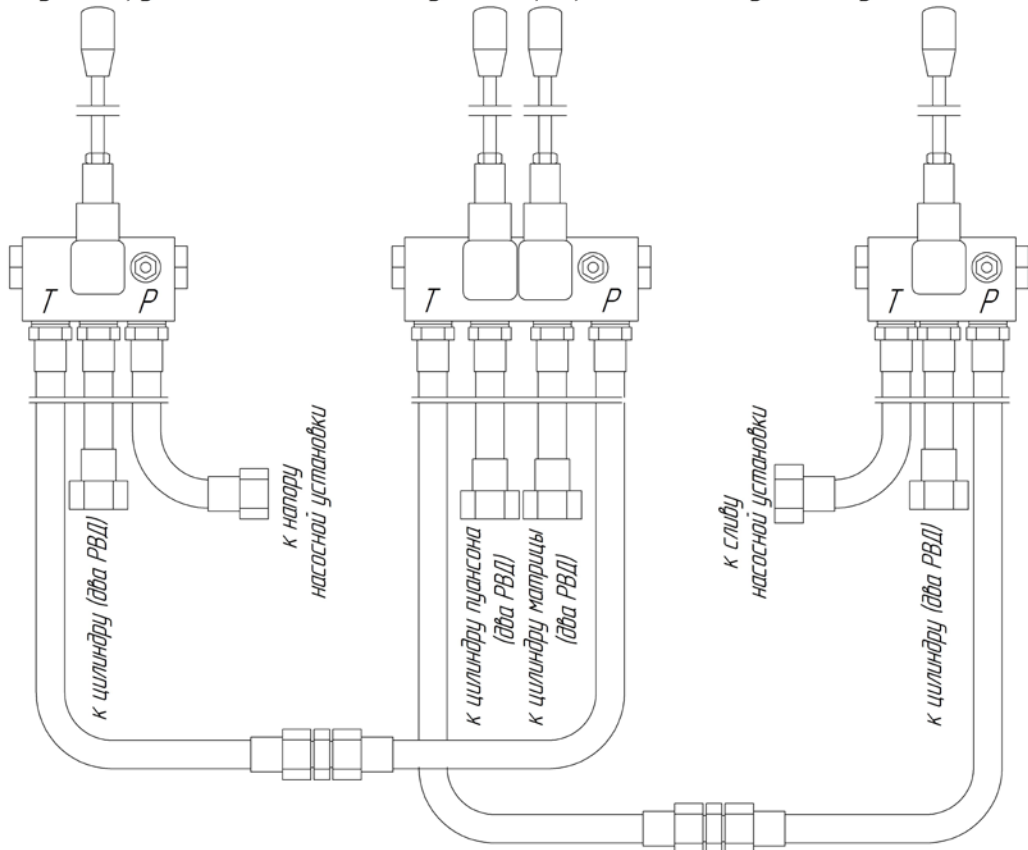 T
P
T
P
T
P
к цилиндру (два РВД)
к напору
насосной установки
к цилиндру пуансона
(два РВД)
к цилиндру матрицы
(два РВД)
к сливу
насосной установки
к цилиндру (два РВД)